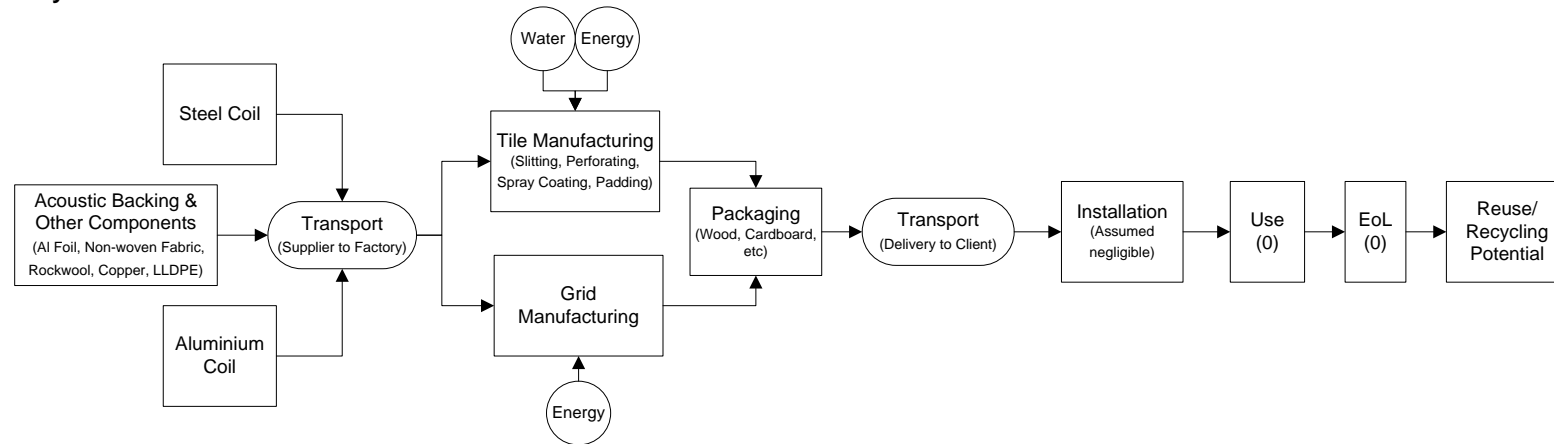 Water
Energy
Steel Coil
Tile Manufacturing
(Slitting, Perforating,
Spray Coating, Padding)
Acoustic Backing &
Other Components
(Al Foil, Non-woven Fabric,
Rockwool, Copper, LLDPE)
Transport
(Supplier to Factory)
Packaging
(Wood, Cardboard,
etc)
Transport
(Delivery to Client)
Installation
(Assumed
negligible)
Use
(0)
EoL
(0)
Reuse/
Recycling
Potential
Grid
Manufacturing
Aluminium
Coil
Energy